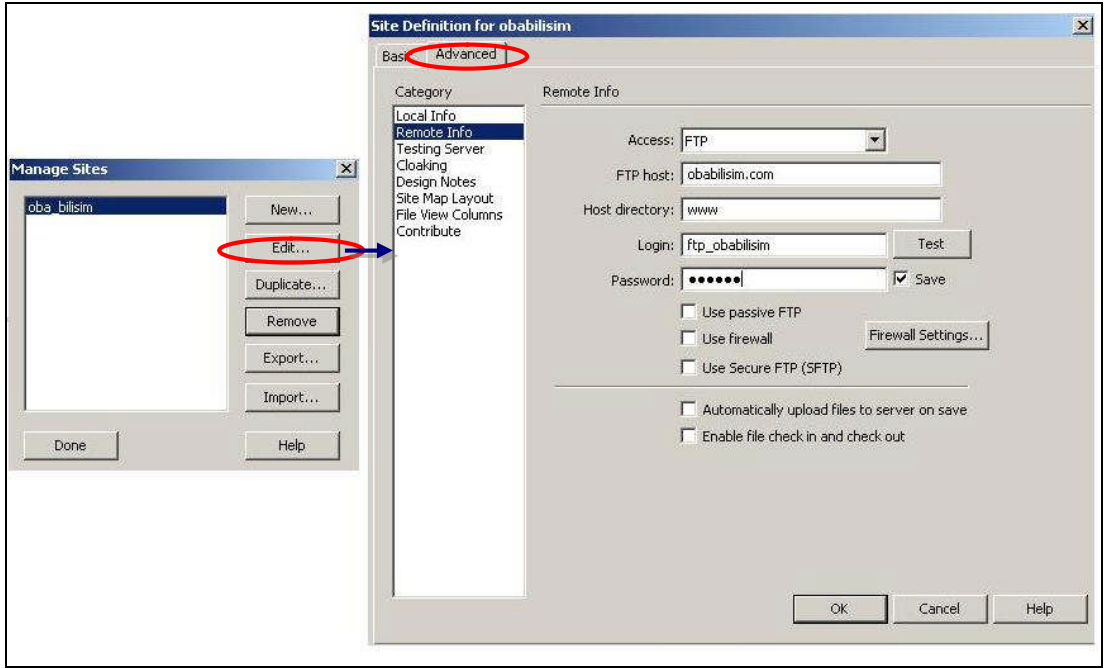 Manage Sites
oba_bilisim
New...
Edit...
Duplicate...
Remove
Export...
Import...
Done
Help
Site Definition for obabilisim
Basic Advanced
Category
Local Info
Remote Info
Testing Server
Cloaking
Design Notes
Site Map Layout
File View Columns
Contribute
Remote Info
Access: FTP
FTP host: obabilisim.com
Host directory: www
Login: ftp_obabilisim Test
Password: ●●●●●● Save
Use passive FTP
Use firewall Firewall Settings...
Use Secure FTP (SFTP)
Automatically upload files to server on save
Enable file check in and check out
OK Cancel Help